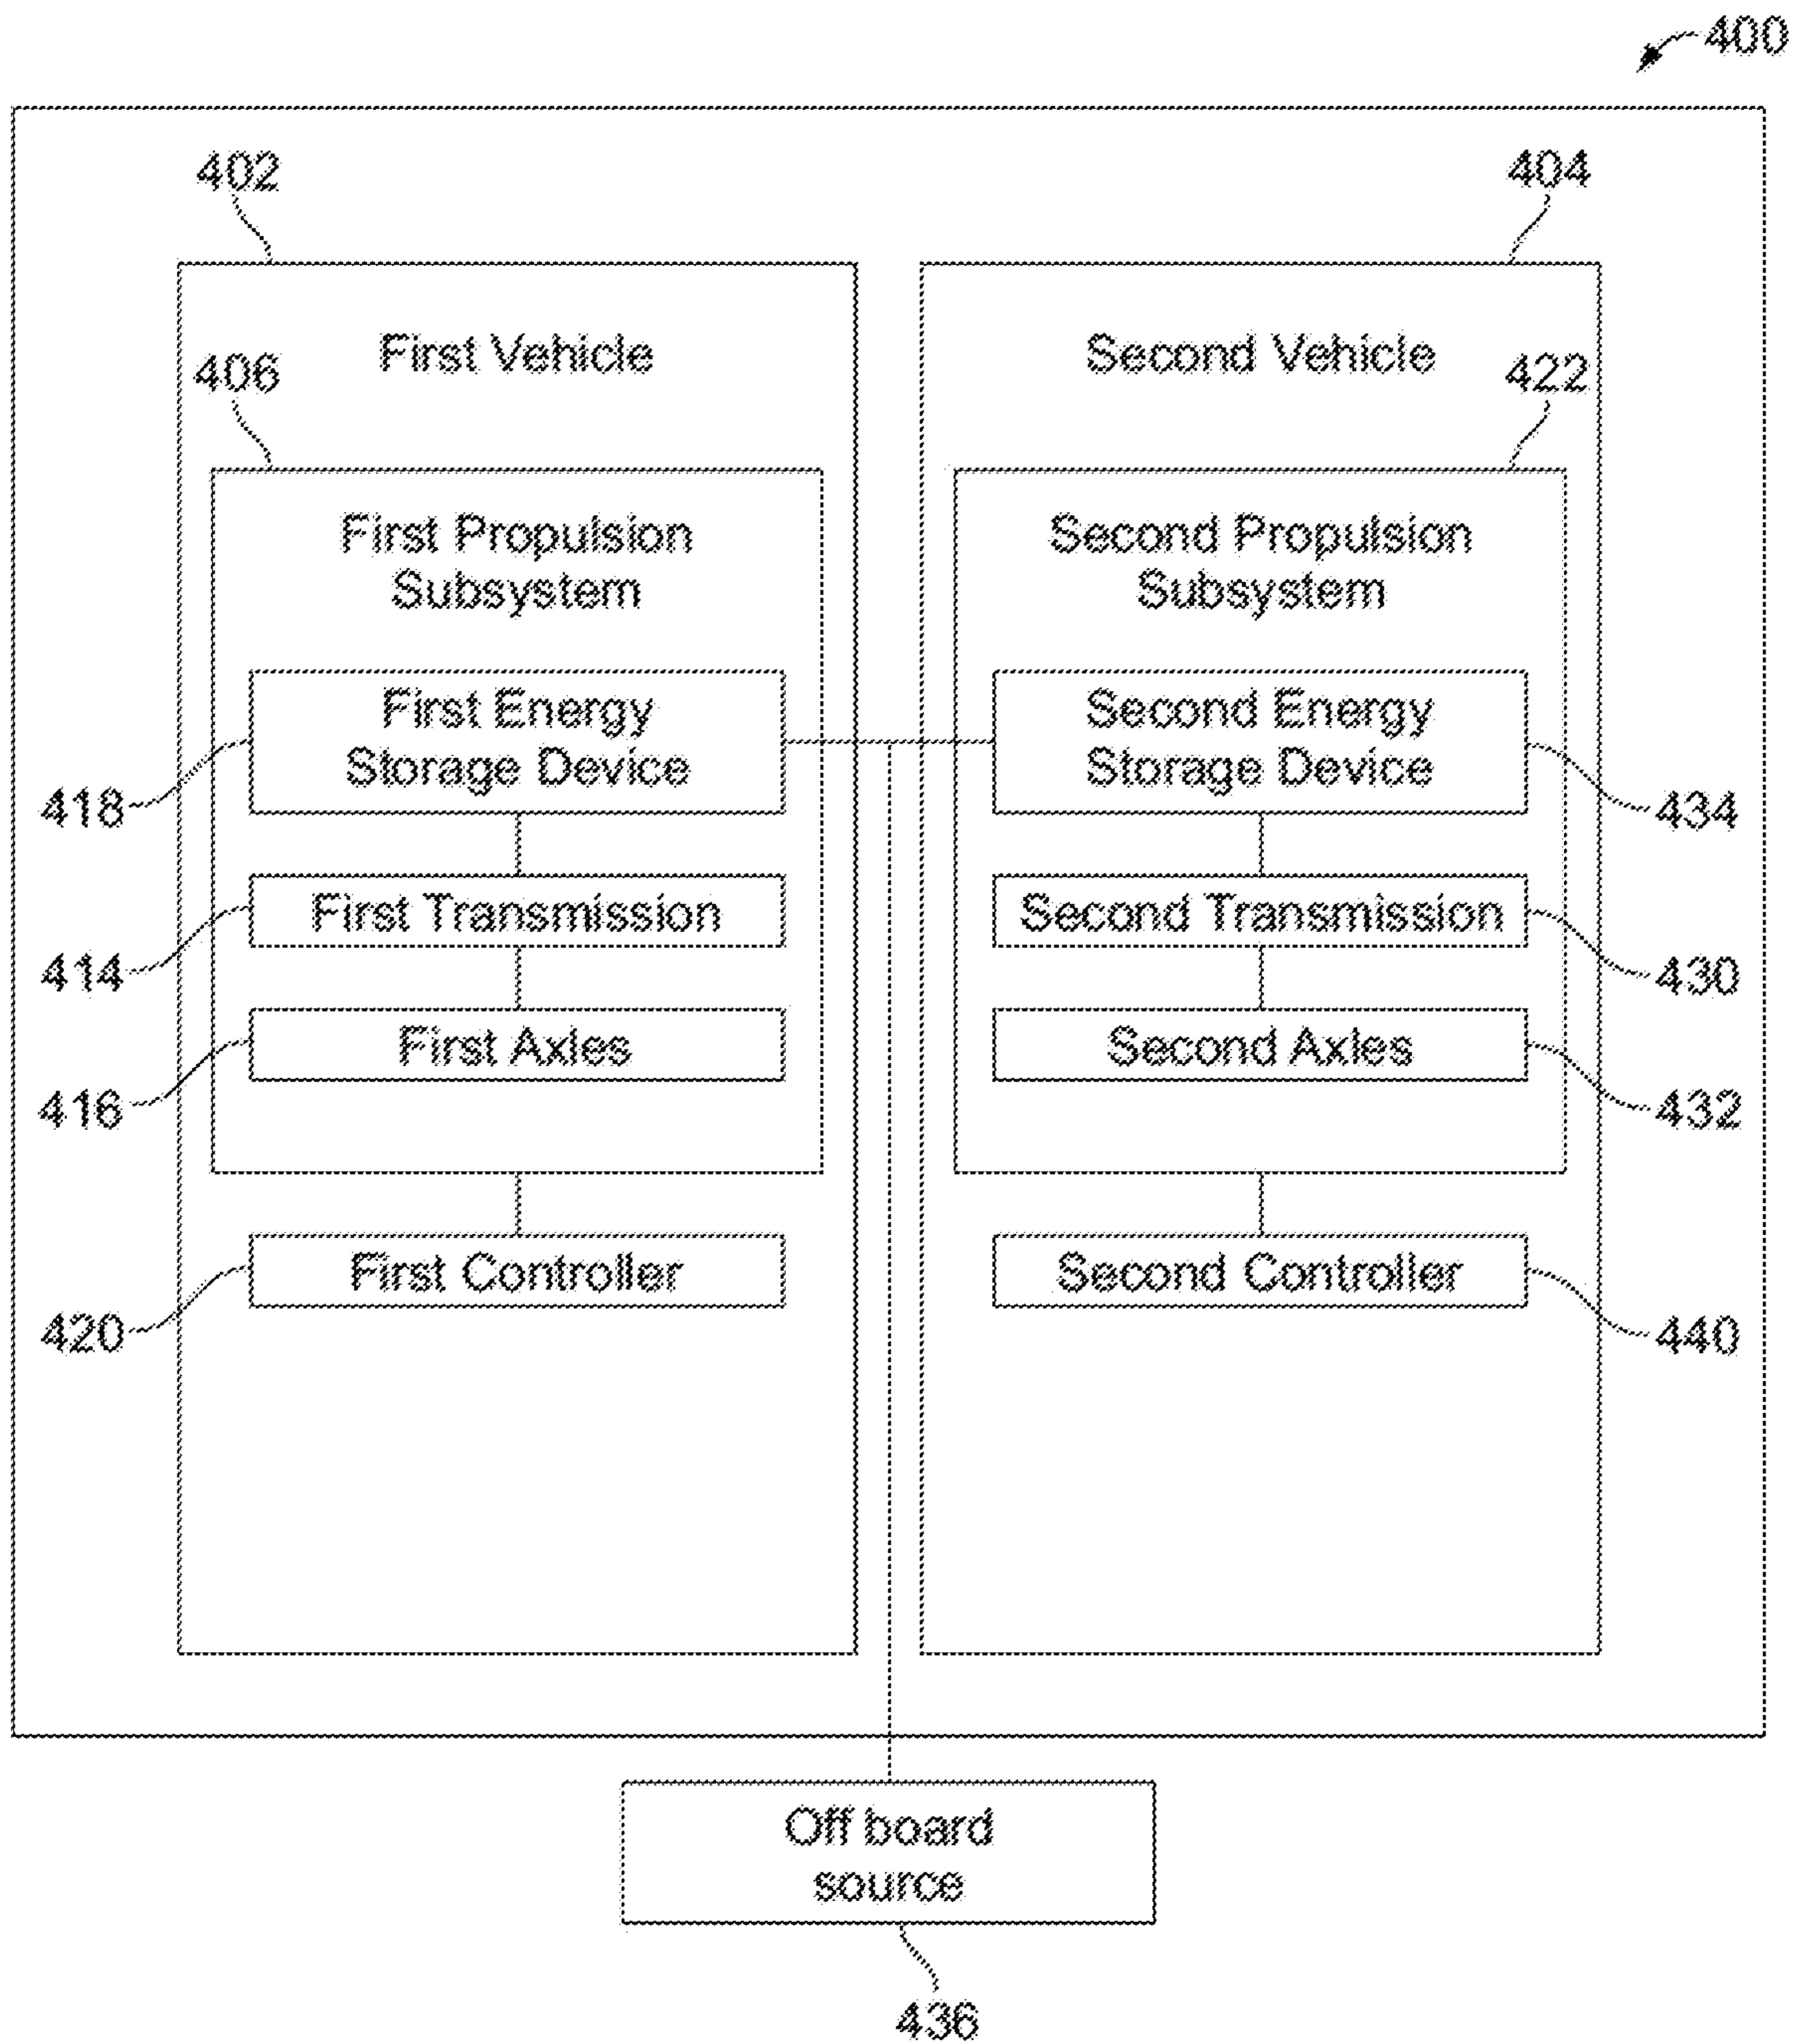 400
402
404
First Vehicle
Second Vehicle
406
422
First Propulsion
Subsystem
Second Propulsion
Subsystem
First Energy
Storage Device
Second Energy
Storage Device
418
434
First Transmission
Second Transmission
414
430
First Axles
Second Axles
416
432
First Controller
Second Controller
420
440
Off board
source
436